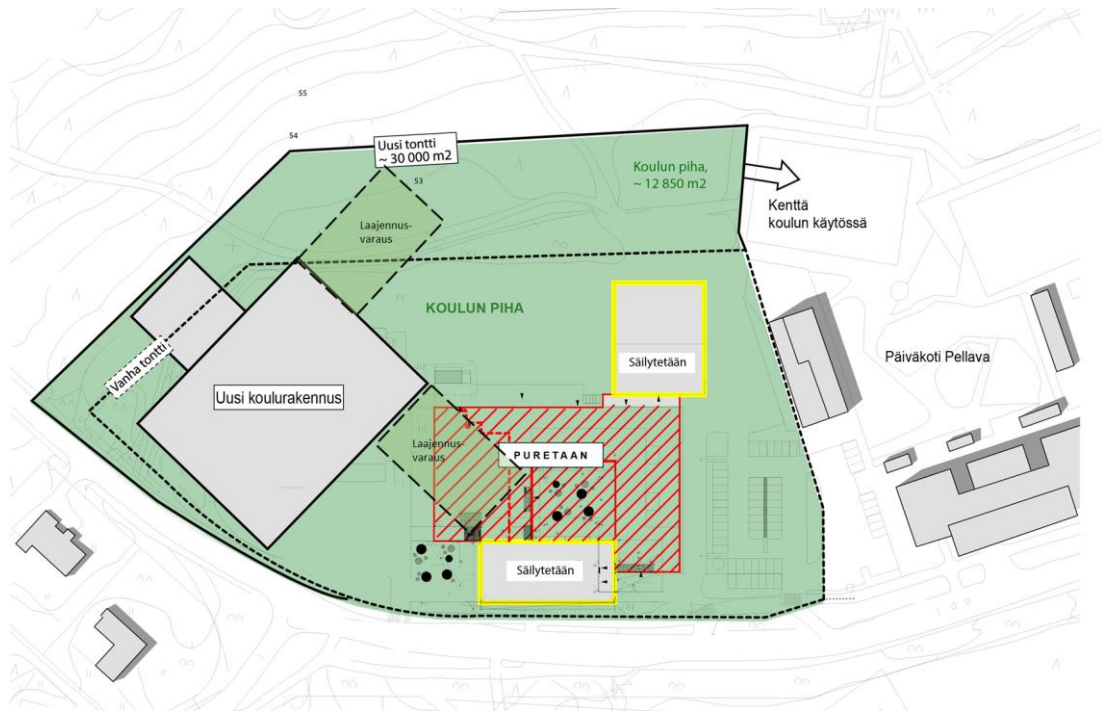 55
54
Uusi tontti
~ 30 000 m2
53
Koulun piha,
~ 12 850 m2
Kenttä
koulun käytössä
Laajennus-
varaus
KOULUN PIHA
Vanha tontti
Säilytetään
Päiväkoti Pellava
Uusi koulurakennus
Laajennus-
varaus
PURETAAN
Säilytetään